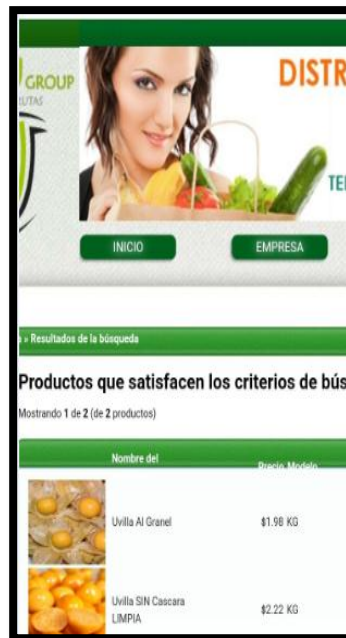 GROUP
RUTAS
DISTR
TEL
INICIO
EMPRESA
» Resultados de la búsqueda
Productos que satisfacen los criterios de bús
Mostrando 1 de 2 (de 2 productos)
Nombre del
Precio Modelo
Uvilla Al Granel
$1.98 KG
Uvilla SIN Cascara
LIMPIA
$2.22 KG